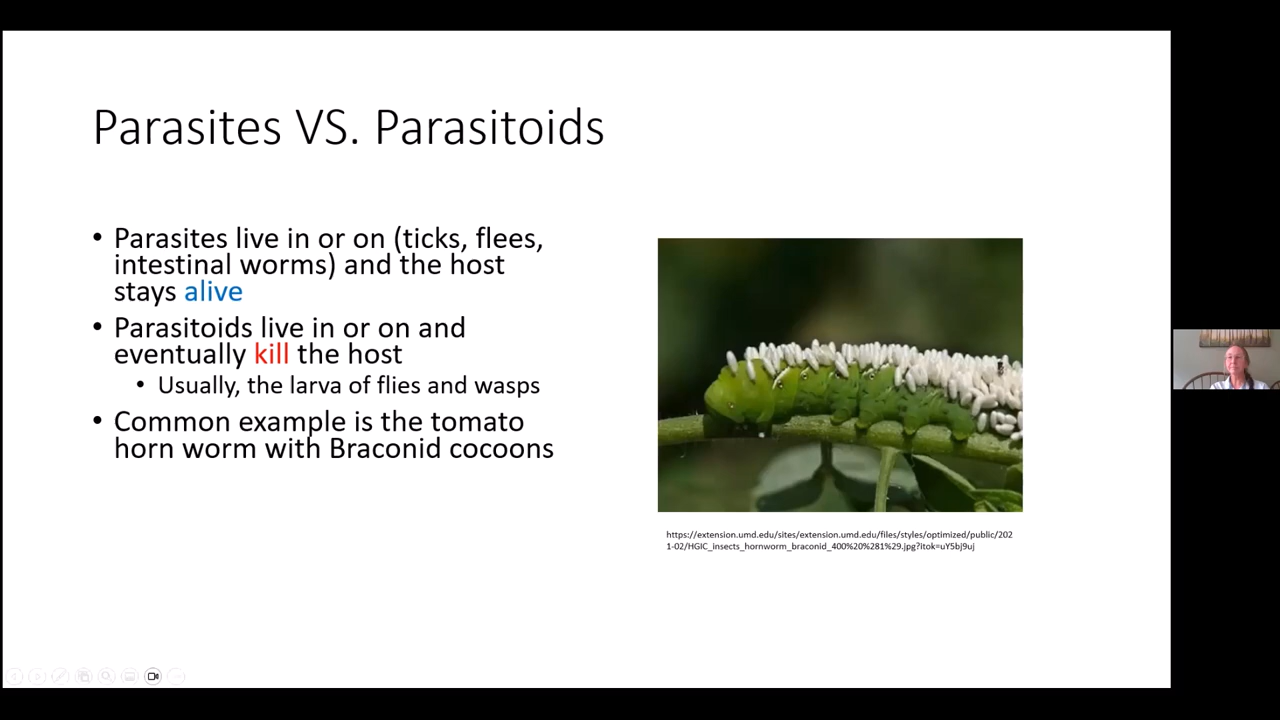 Parasites VS. Parasitoids
• Parasites live in or on (ticks, flees,
intestinal worms) and the host
stays alive
• Parasitoids live in or on and
eventually kill the host
• Usually, the larva of flies and wasps
• Common example is the tomato
horn worm with Braconid cocoons
https://extension.umd.edu/sites/extension.umd.edu/files/styles/optimized/public/202
1-02/HGIC_insects_hornworm_braconid_400%20%281%29.jpg?itok=uY5bj9uj